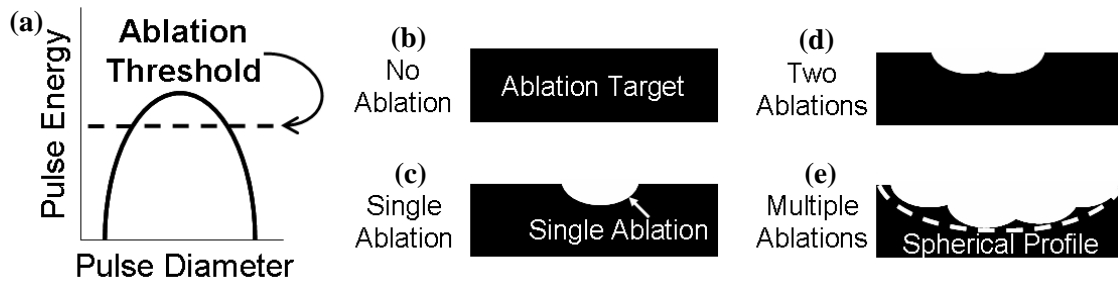 (a)
Ablation
Threshold
Pulse Energy
Pulse Diameter
(b)
No
Ablation
Ablation Target
(c)
Single
Ablation
Single Ablation
(d)
Two
Ablations
(e)
Multiple
Ablations
Spherical Profile